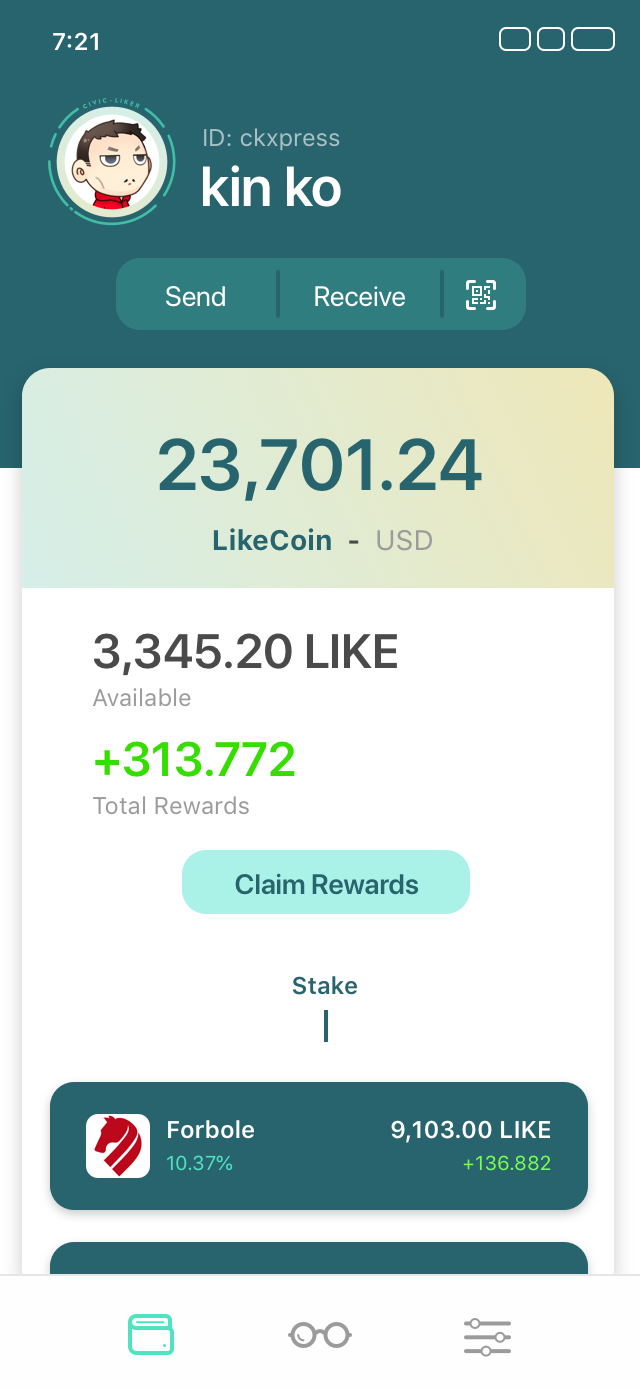 7:21
CIVIC · LIKER
ID: ckxpress
kin ko
Send
Receive
23,701.24
LikeCoin - USD
3,345.20 LIKE
Available
+313.772
Total Rewards
Claim Rewards
Stake
Forbole 9,103.00 LIKE
10.37% +136.882